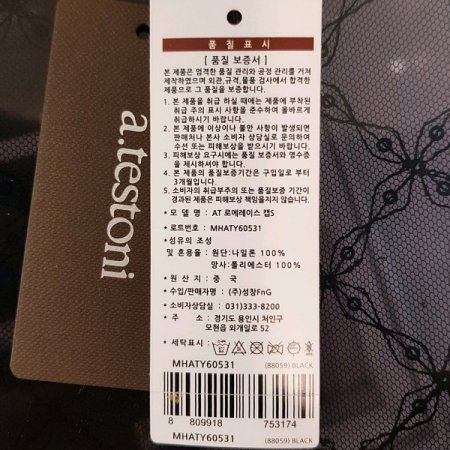 a.testoni
품 질 표 시
[ 품질 보증서 ]
본 제품은 엄격한 품질 관리와 공정 관리를 거쳐
제작하였으며 외관, 규격, 물품 검사에서 합격한
제품으로 그 품질을 보증합니다.
1. 본 제품을 취급 하실 때에는 제품에 부착된
취급 주의 표시 사항을 준수하여 올바르게
취급하시기 바랍니다.
2. 본 제품에 이상이나 불만 사항이 발생되면
판매처나 본사 소비자 상담실로 문의하여
수선 또는 피해보상을 받으시기 바랍니다.
3. 피해보상 요구시에는 품질 보증서와 영수증
을 제시하셔야 합니다.
4. 본 제품의 품질보증기간은 구입일로 부터
3개월입니다.
5. 소비자의 취급부주의 또는 품질보증 기간이
경과된 제품은 피해보상 책임을지지 않습니다.
* 모 델 명 : AT 로에레이스 캡S
* 로트번호 : MHATY60531
*섬유의 조성
및 혼용율 : 원단:나일론 100%
망사:폴리에스터 100%
* 원 산 지 : 중 국
* 수입/판매자명 : (주)성창FnG
* 소비자상담실 : 031)333-8200
* 주 소 : 경기도 용인시 처인구
모현읍 외개일로 52
* 세탁표시 :
MHATY60531 (88059) BLACK
8 809918 753174
MHATY60531 (88059) BLACK